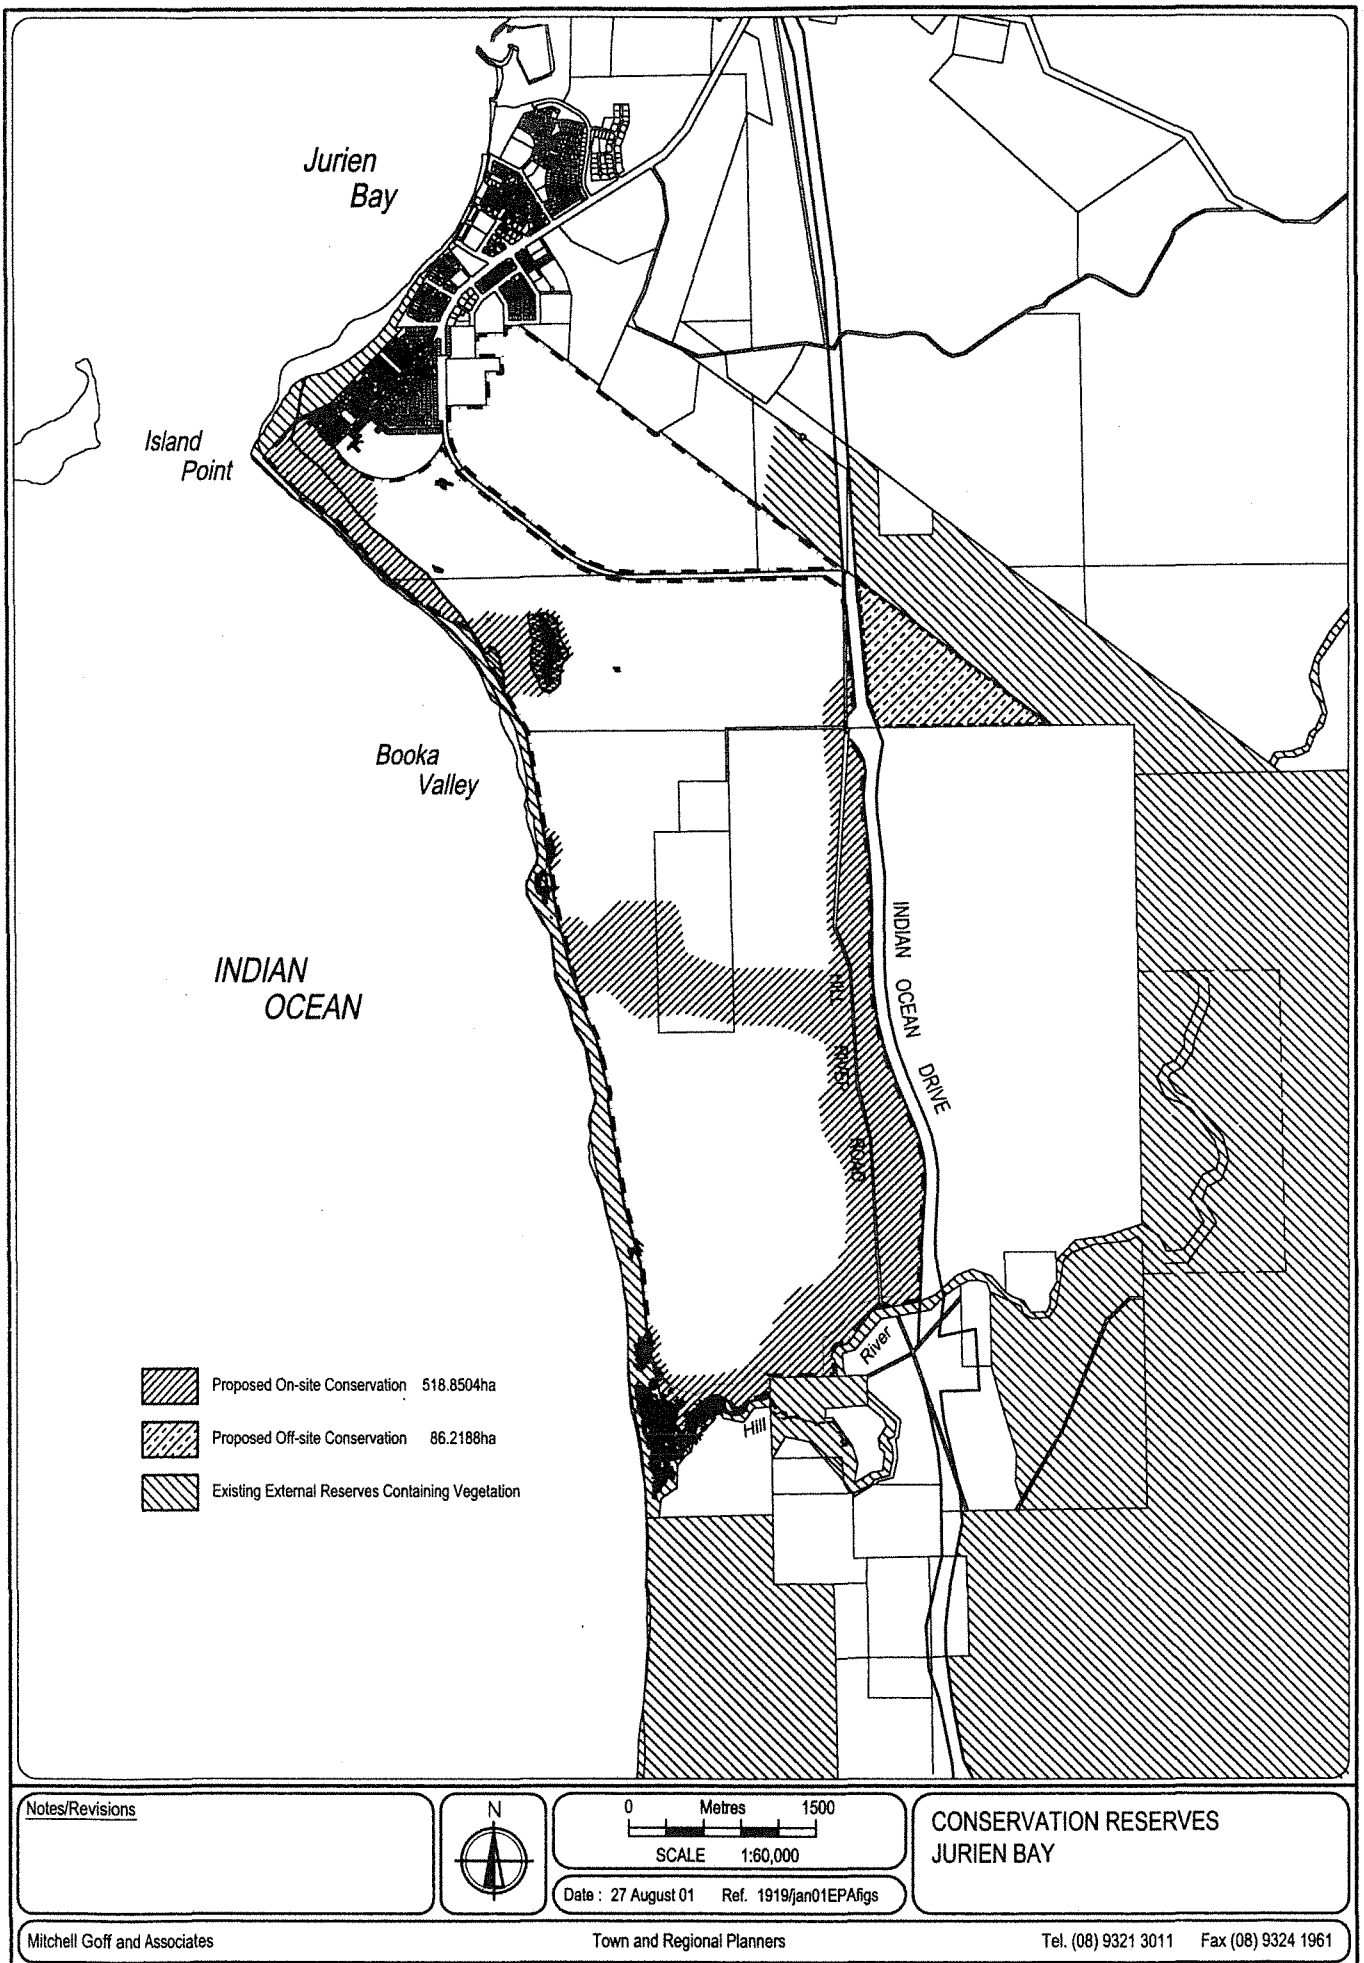 Jurien
Bay
Island
Point
Booka
Valley
INDIAN
OCEAN
INDIAN OCEAN DRIVE
HILL RIVER ROAD
River
Hill
Proposed On-site Conservation 518.8504ha
Proposed Off-site Conservation 86.2188ha
Existing External Reserves Containing Vegetation
Notes/Revisions
N
0 Metres 1500
SCALE 1:60,000
Date : 27 August 01 Ref. 1919/jan01EPAfigs
CONSERVATION RESERVES
JURIEN BAY
Mitchell Goff and Associates
Town and Regional Planners
Tel. (08) 9321 3011 Fax (08) 9324 1961